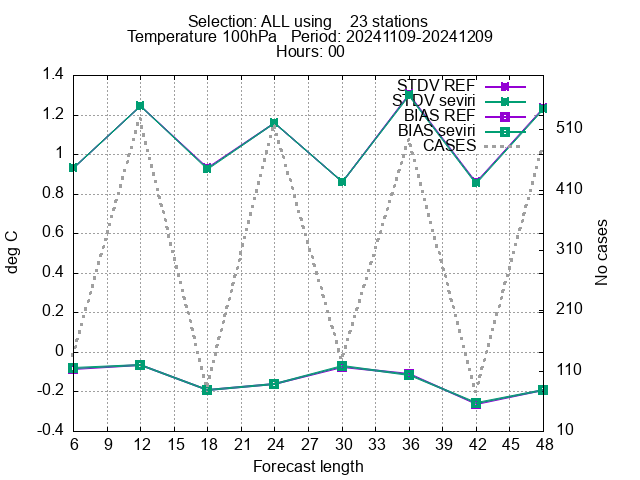 Selection: ALL using    23 stations
Temperature 100hPa   Period: 20241109-20241209
Hours: 00
STDV REF
STDV seviri
BIAS REF
BIAS seviri
CASES
1.4
1.2
1
0.8
0.6
0.4
0.2
0
-0.2
-0.4
deg C
510
410
310
210
110
10
No cases
6 9 12 15 18 21 24 27 30 33 36 39 42 45 48
Forecast length